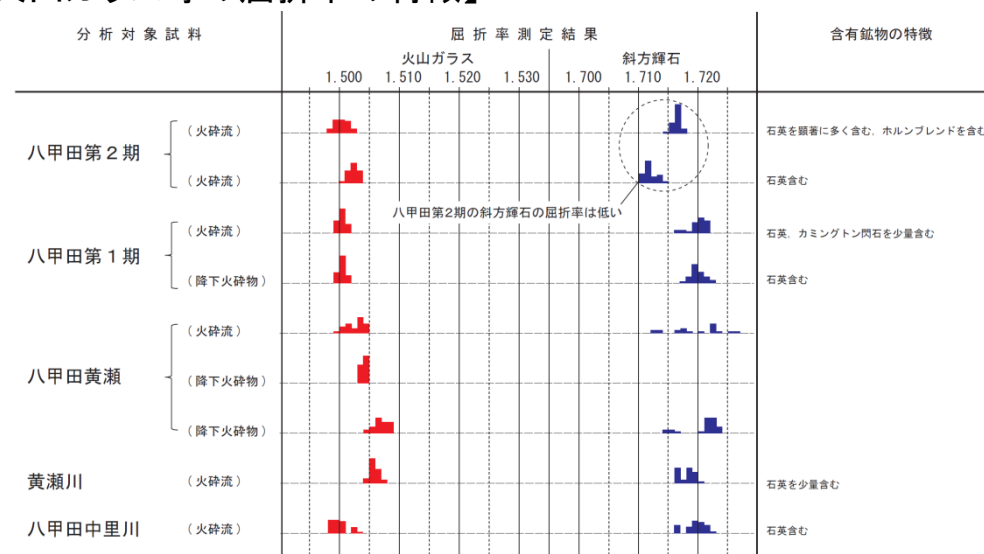 分析対象試料 屈折率測定結果 含有鉱物の特徴
火山ガラス 斜方輝石
1.500 1.510 1.520 1.530 1.700 1.710 1.720
(火砕流) 石英を顕著に多く含む，ホルンブレンドを含む
八甲田第2期
(火砕流) 石英含む
八甲田第2期の斜方輝石の屈折率は低い
(火砕流) 石英，カミングトン閃石を少量含む
八甲田第1期
(降下火砕物) 石英含む
(火砕流)
八甲田黄瀬 (降下火砕物)
(降下火砕物)
黄瀬川 (火砕流) 石英を少量含む
八甲田中里川 (火砕流) 石英含む